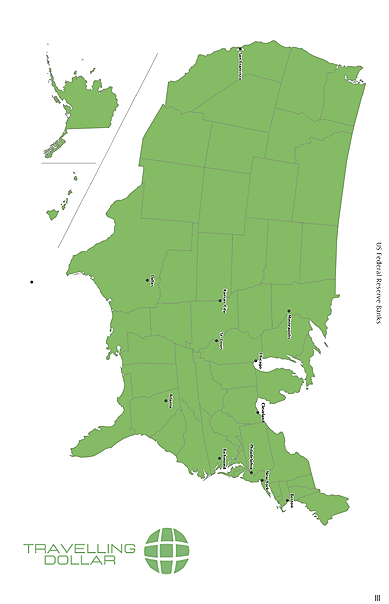 US Federal Reserve Banks
San Francisco
Minneapolis
Kansas City
Dallas
St Louis
Chicago
Cleveland
Atlanta
Richmond
Philadelphia
New York
Boston
TRAVELLING
DOLLAR
III